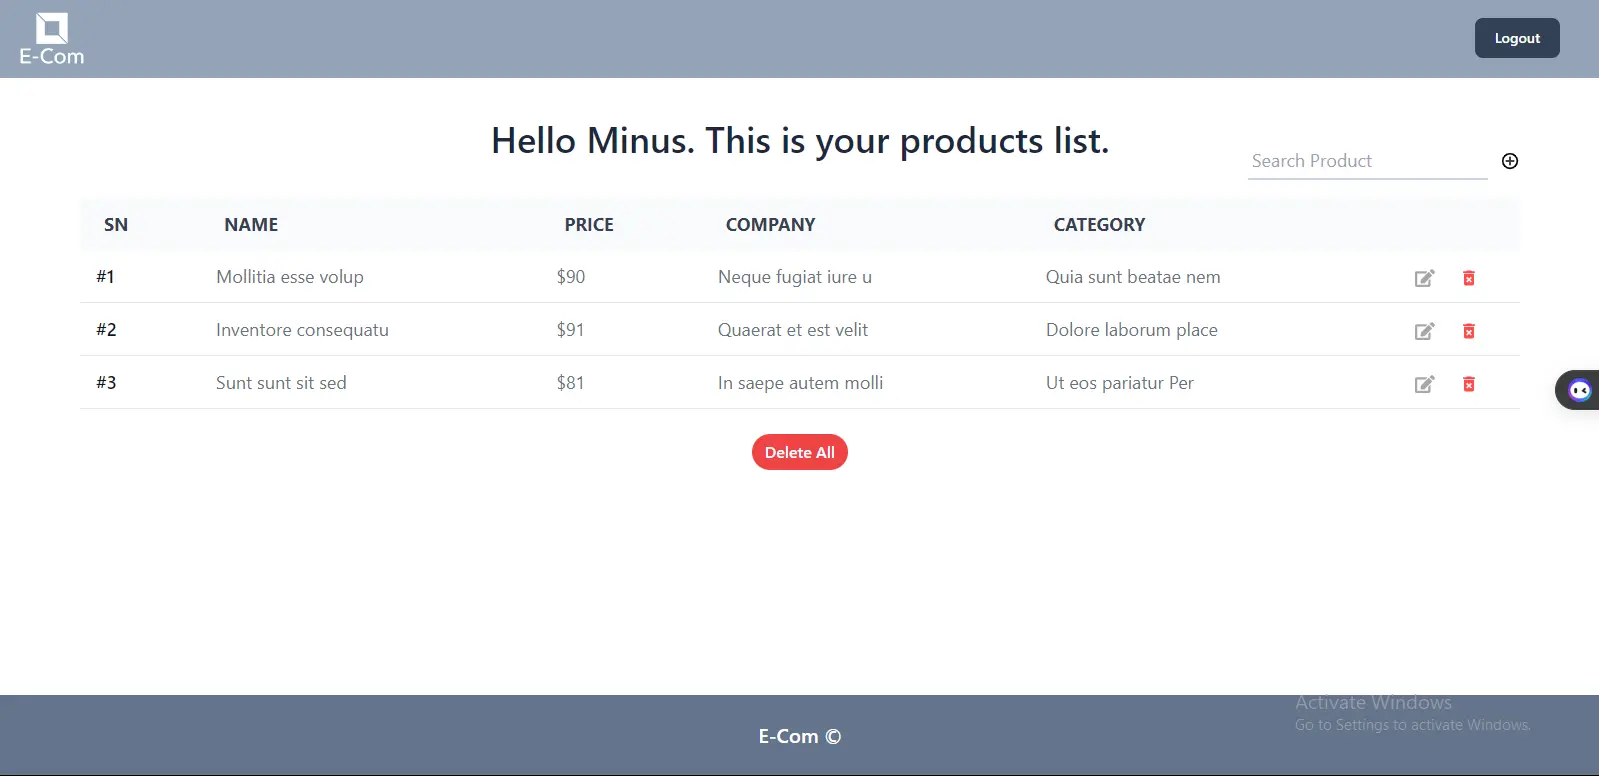 E-Com
Logout
Hello Minus. This is your products list.
Search Product
SN NAME PRICE COMPANY CATEGORY
#1 Mollitia esse volup $90 Neque fugiat iure u Quia sunt beatae nem
#2 Inventore consequatu $91 Quaerat et est velit Dolore laborum place
#3 Sunt sunt sit sed $81 In saepe autem molli Ut eos pariatur Per
Delete All
Activate Windows
Go to Settings to activate Windows.
E-Com ©